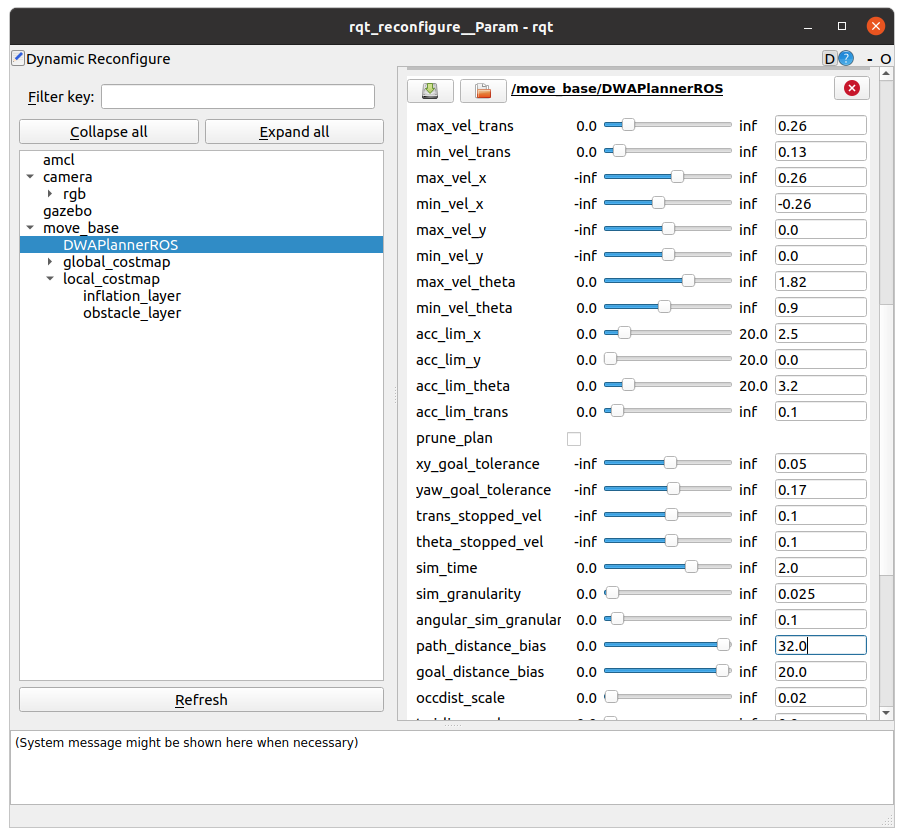 rqt_reconfigure__Param - rqt
Dynamic Reconfigure
D ? - O
Filter key:
Collapse all Expand all
amcl
camera
rgb
gazebo
move_base
DWAPlannerROS
global_costmap
local_costmap
inflation_layer
obstacle_layer
Refresh
/move_base/DWAPlannerROS
max_vel_trans 0.0 inf 0.26
min_vel_trans 0.0 inf 0.13
max_vel_x -inf inf 0.26
min_vel_x -inf inf -0.26
max_vel_y -inf inf 0.0
min_vel_y -inf inf 0.0
max_vel_theta 0.0 inf 1.82
min_vel_theta 0.0 inf 0.9
acc_lim_x 0.0 20.0 2.5
acc_lim_y 0.0 20.0 0.0
acc_lim_theta 0.0 20.0 3.2
acc_lim_trans 0.0 inf 0.1
prune_plan
xy_goal_tolerance -inf inf 0.05
yaw_goal_tolerance -inf inf 0.17
trans_stopped_vel -inf inf 0.1
theta_stopped_vel -inf inf 0.1
sim_time 0.0 inf 2.0
sim_granularity 0.0 inf 0.025
angular_sim_granular 0.0 inf 0.1
path_distance_bias 0.0 inf 32.0
goal_distance_bias 0.0 inf 20.0
occdist_scale 0.0 inf 0.02
(System message might be shown here when necessary)